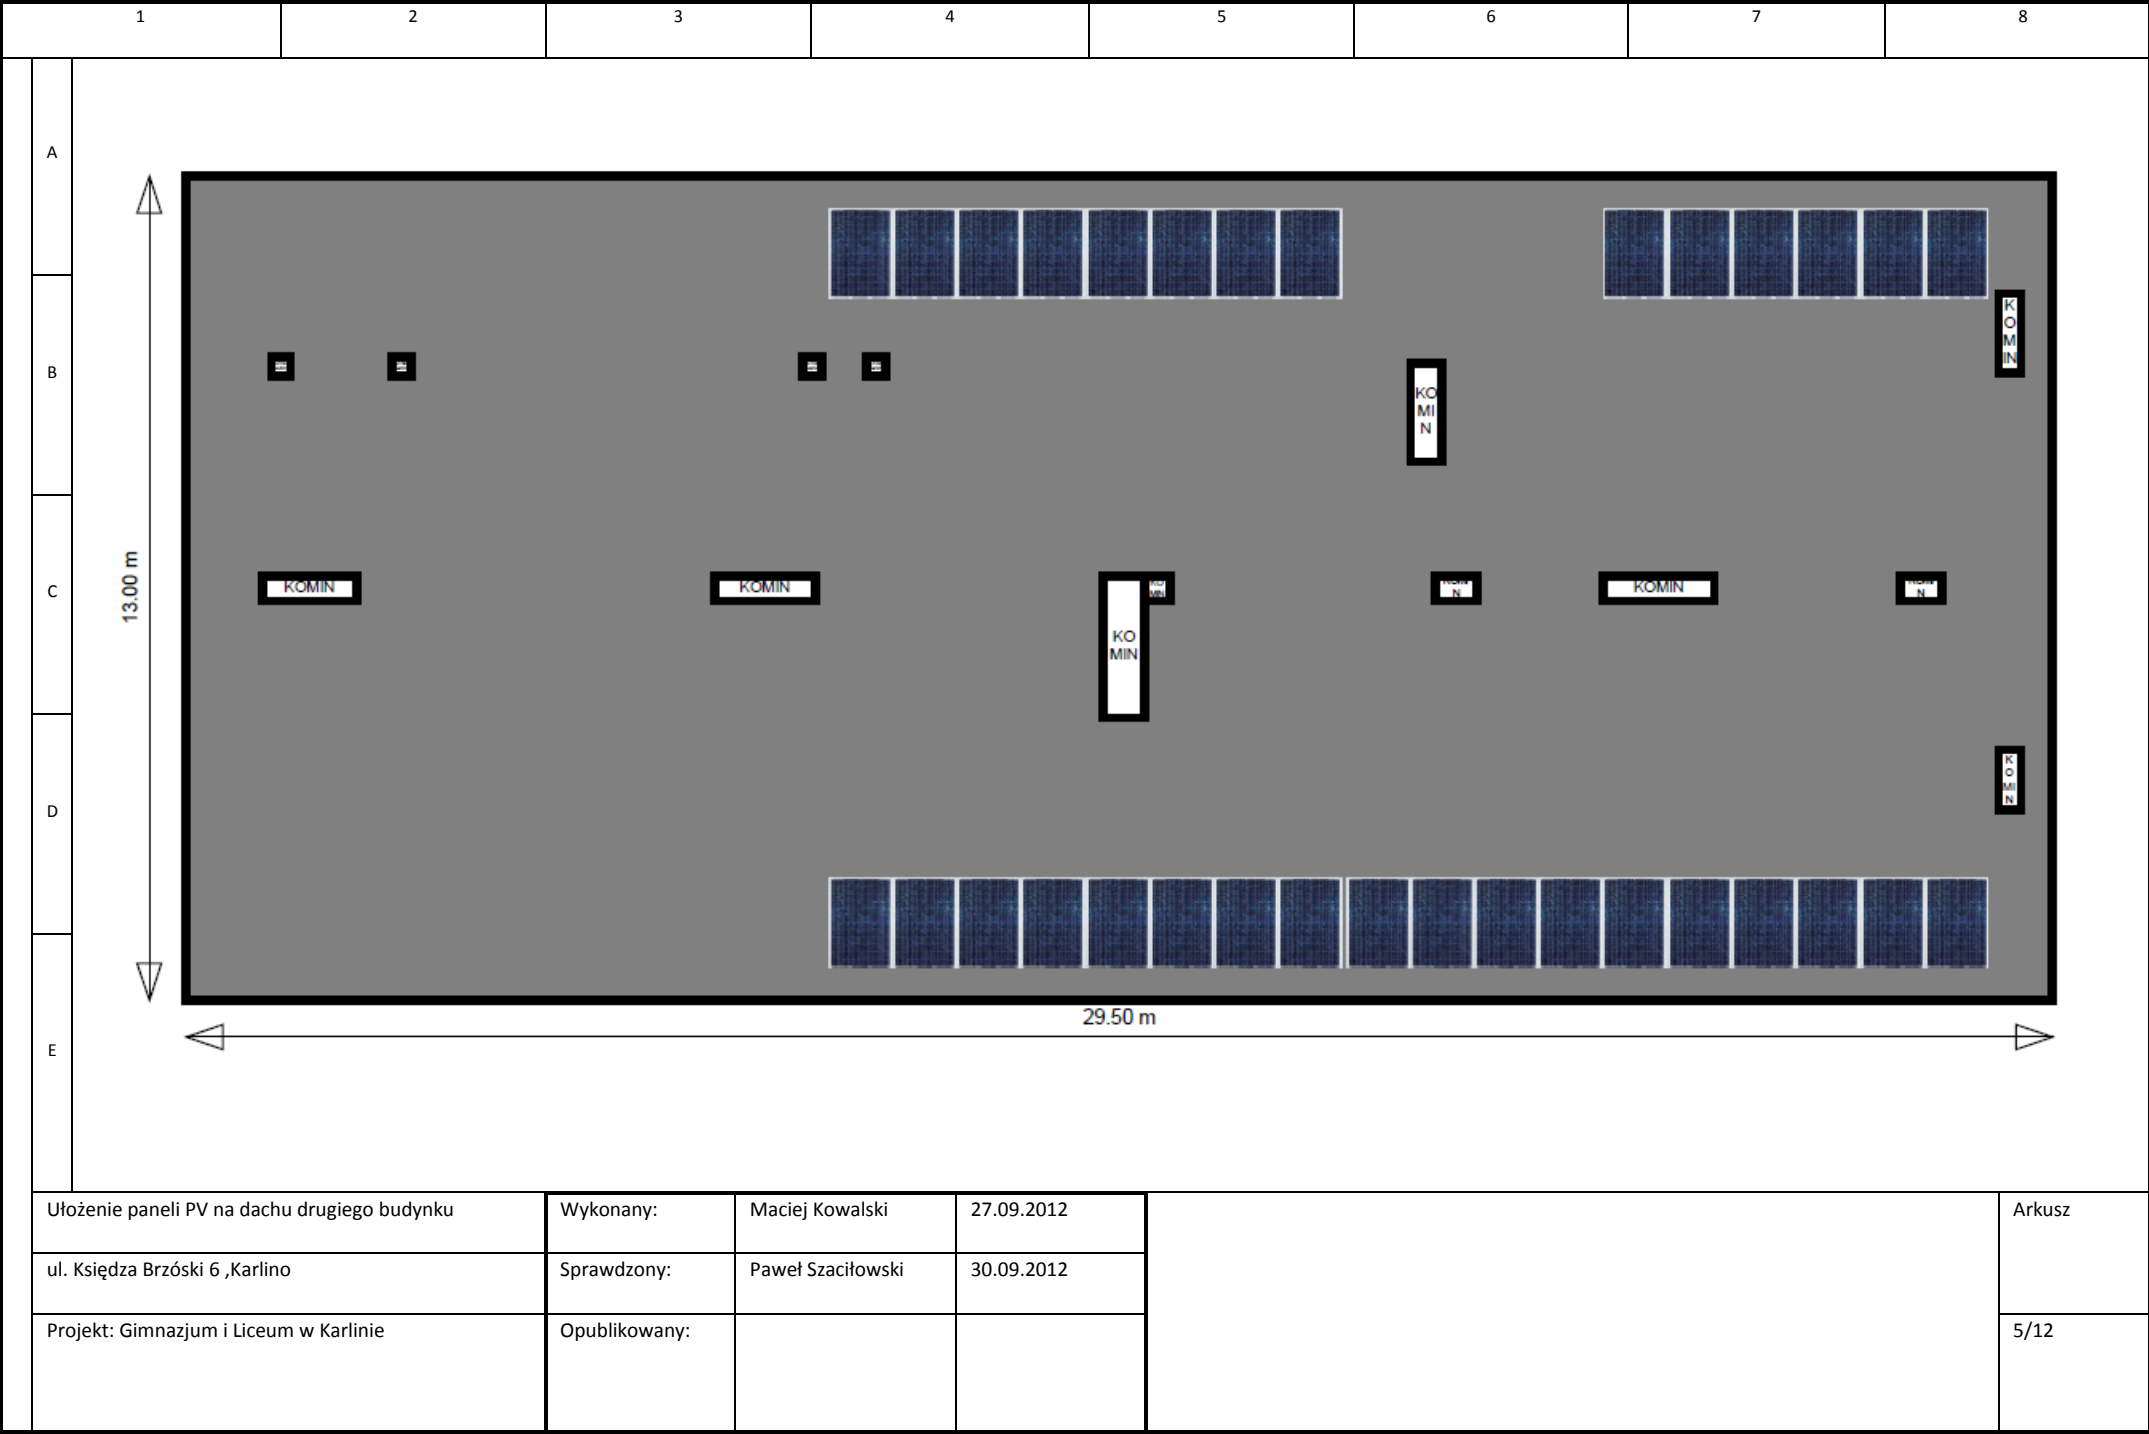 1 2 3 4 5 6 7 8
A
B
C
D
E
K
O
M
IN
KO
MI
N
13.00 m
KOMIN
KOMIN
KO
MIN
KO
MIN
N
KOMIN
N
K
O
MI
N
29.50 m
Ułożenie paneli PV na dachu drugiego budynku
Wykonany: Maciej Kowalski 27.09.2012
Arkusz
ul. Księdza Brzóski 6 ,Karlino
Sprawdzony: Paweł Szaciłowski 30.09.2012
Projekt: Gimnazjum i Liceum w Karlinie
Opublikowany:
5/12